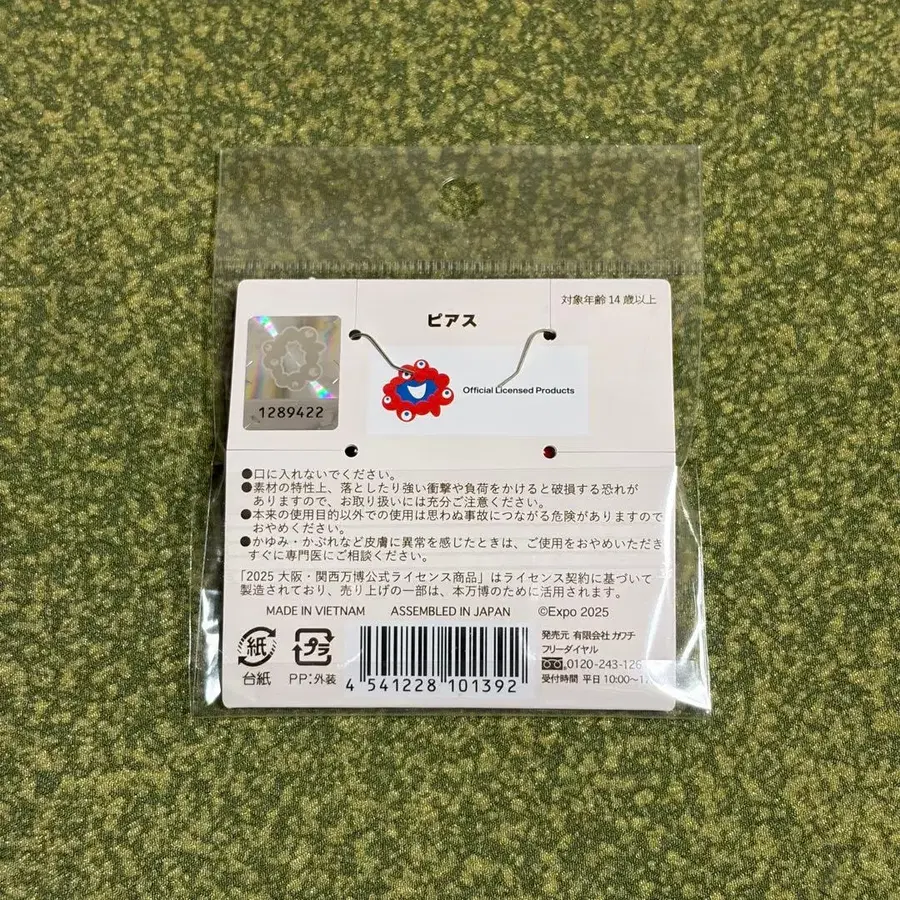 対象年齢 14 歳以上
ピアス
1289422
Official Licensed Products
●口に入れないでください。
●素材の特性上、落としたり強い衝撃や負荷をかけると破損する恐れが
ありますので、お取り扱いには充分ご注意ください。
●本来の使用目的以外での使用は思わぬ事故につながる危険がありますので
おやめください。
●かゆみ・かぶれなど皮膚に異常を感じたときは、ご使用をおやめいただき
すぐに専門医にご相談ください。
「2025 大阪・関西万博公式ライセンス商品」はライセンス契約に基づいて
製造されており、売り上げの一部は、本万博のために活用されます。
MADE IN VIETNAM ASSEMBLED IN JAPAN ©Expo 2025
紙
台紙
プラ
PP:外装
4 541228 101392
発売元 有限会社 カワチ
フリーダイヤル
0120-243-126
受付時間 平日 10:00〜1